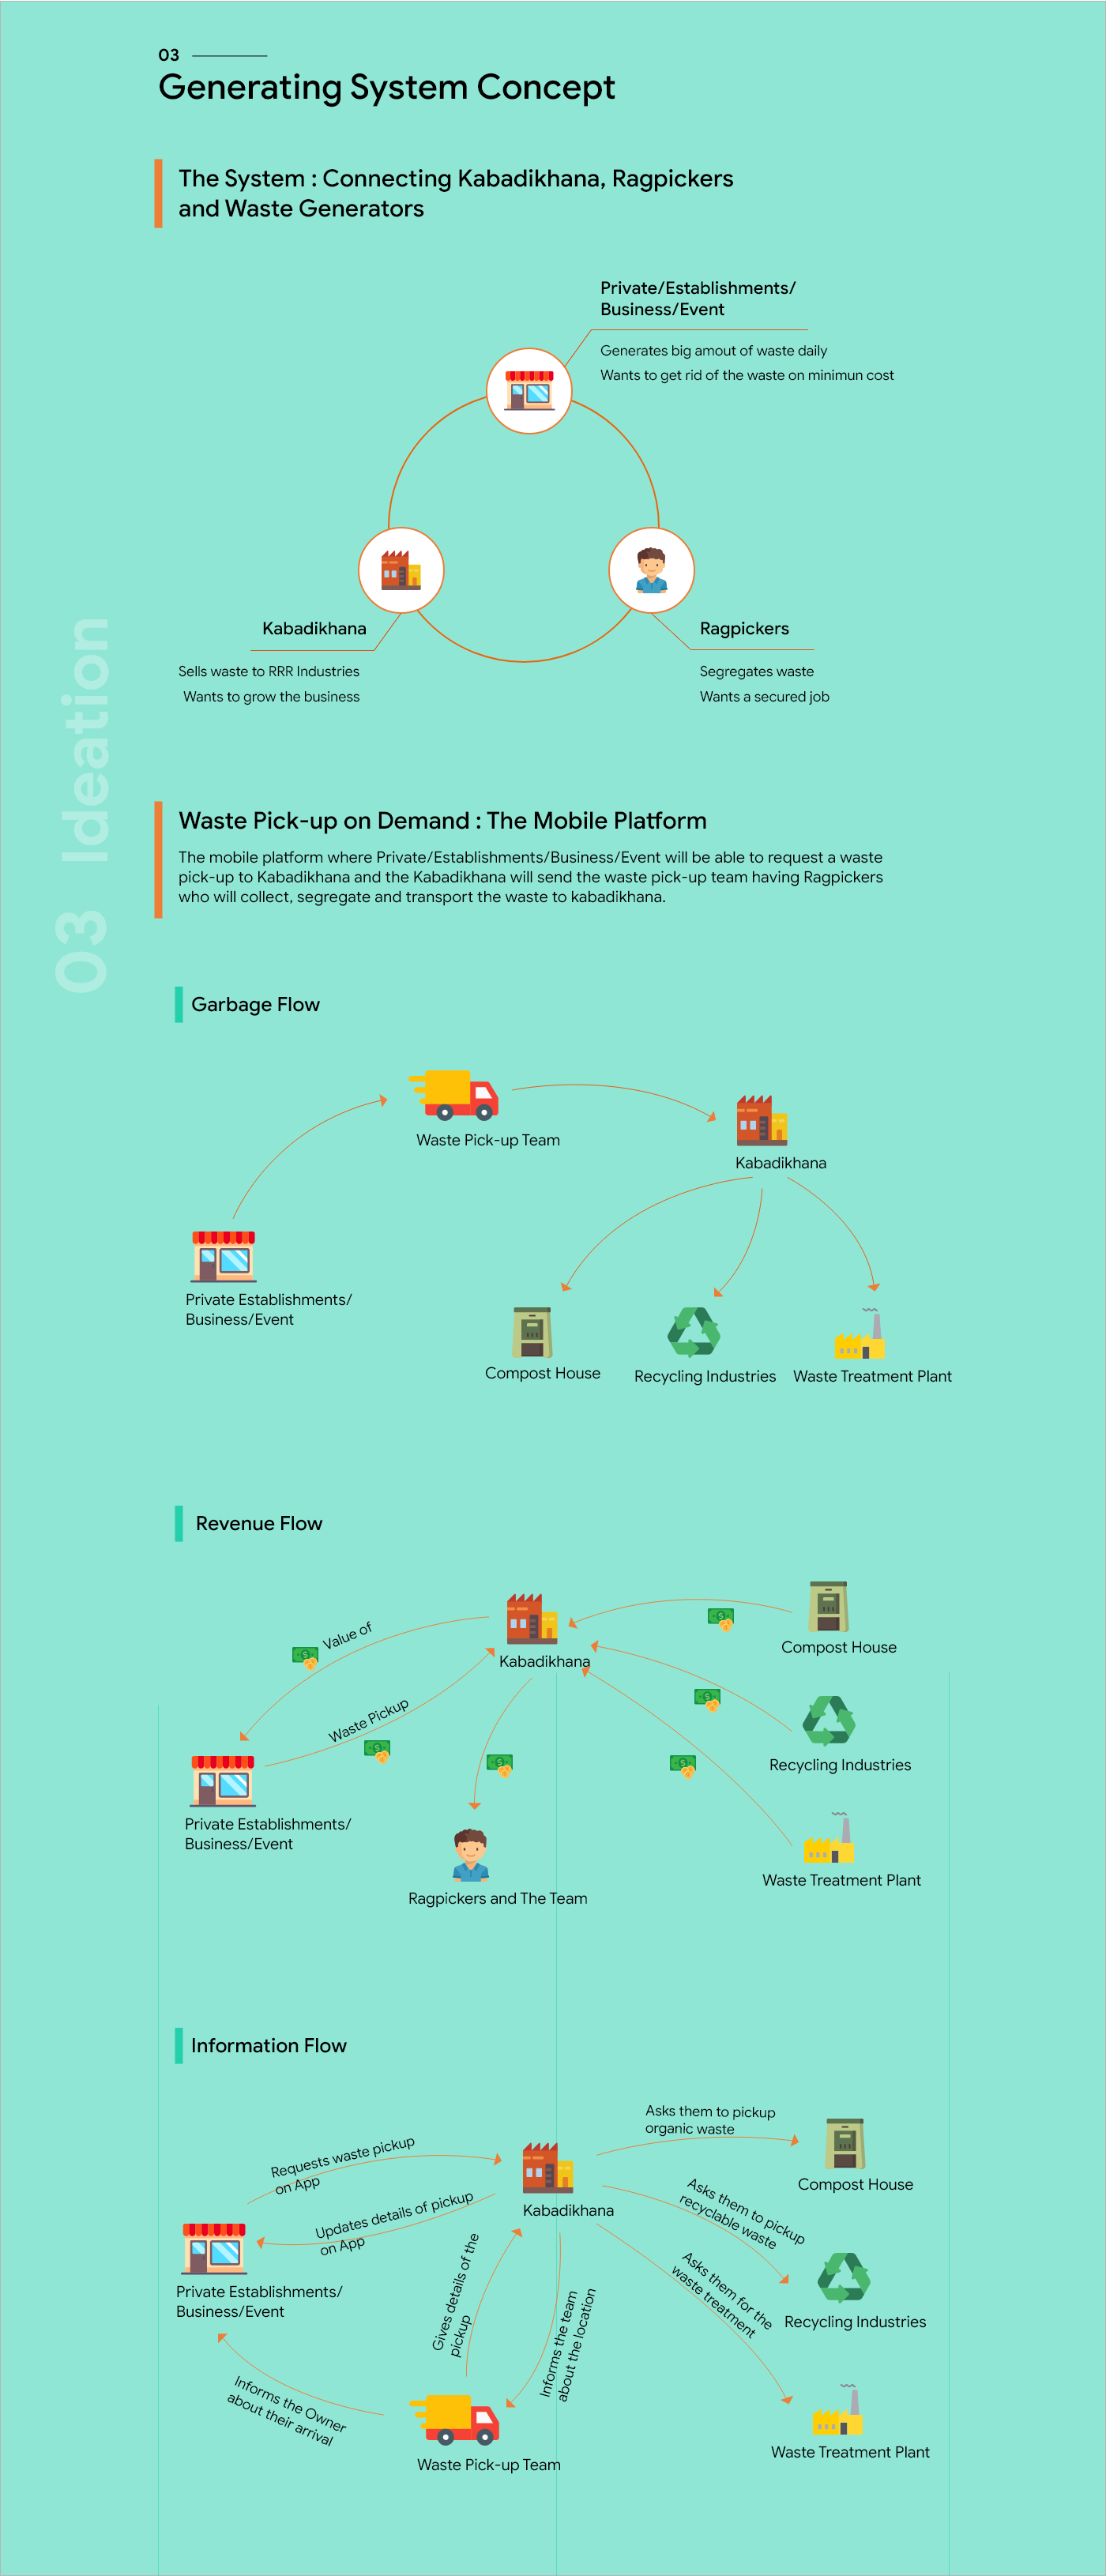 03
Generating System Concept
The System : Connecting Kabadikhana, Ragpickers
and Waste Generators
Private/Establishments/
Business/Event
Generates big amout of waste daily
Wants to get rid of the waste on minimun cost
Kabadikhana
Sells waste to RRR Industries
Wants to grow the business
Ragpickers
Segregates waste
Wants a secured job
03 Ideation
Waste Pick-up on Demand : The Mobile Platform
The mobile platform where Private/Establishments/Business/Event will be able to request a waste
pick-up to Kabadikhana and the Kabadikhana will send the waste pick-up team having Ragpickers
who will collect, segregate and transport the waste to kabadikhana.
Garbage Flow
Waste Pick-up Team
Kabadikhana
Private Establishments/
Business/Event
Compost House
Recycling Industries
Waste Treatment Plant
Revenue Flow
Value of
Kabadikhana
Compost House
Waste Pickup
Recycling Industries
Private Establishments/
Business/Event
Ragpickers and The Team
Waste Treatment Plant
Information Flow
Asks them to pickup
organic waste
Requests waste pickup
on App
Kabadikhana
Compost House
Updates details of pickup
on App
Asks them to pickup
recyclable waste
Private Establishments/
Business/Event
Gives details of the
pickup
Informs the team
about the location
Asks them for the
waste treatment
Recycling Industries
Informs the Owner
about their arrival
Waste Pick-up Team
Waste Treatment Plant